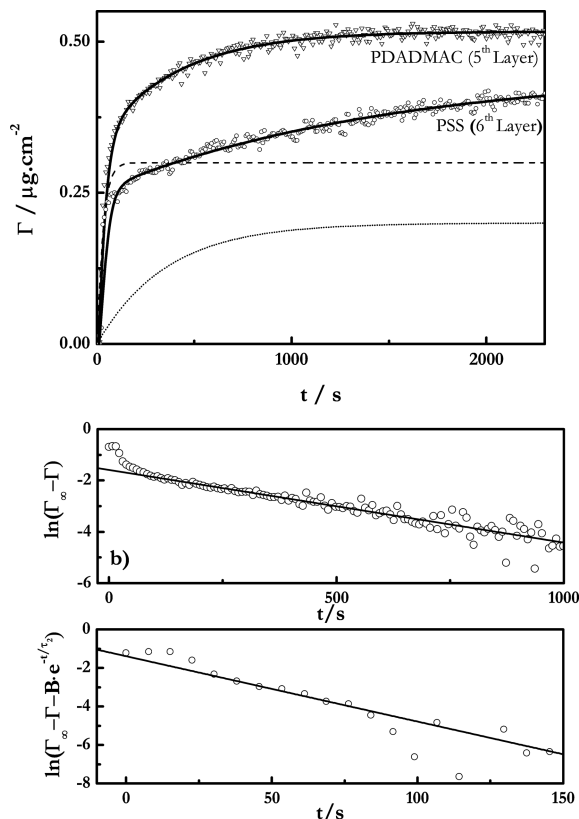 0.50
PDADMAC (5th Layer)
PSS (6th Layer)
0.25
0.00
Γ / μg.cm-2
0
1000
2000
t / s
0
-2
-4
-6
ln(Γ∞-Γ)
b)
0
500
1000
t/s
0
-2
-4
-6
-8
ln(Γ∞-Γ-B·e-t/τ2)
0
50
100
150
t/s